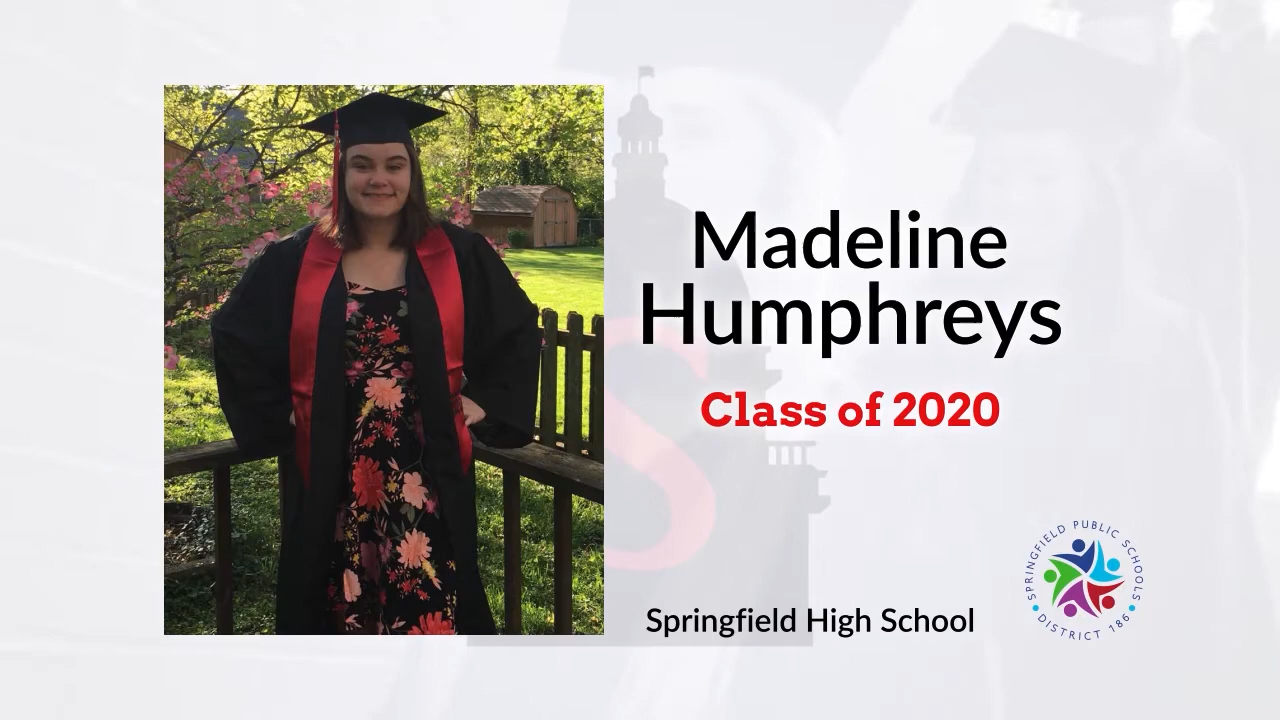 Madeline
Humphreys
Class of 2020
Springfield High School
SPRINGFIELD PUBLIC SCHOOLS
DISTRICT 186
S